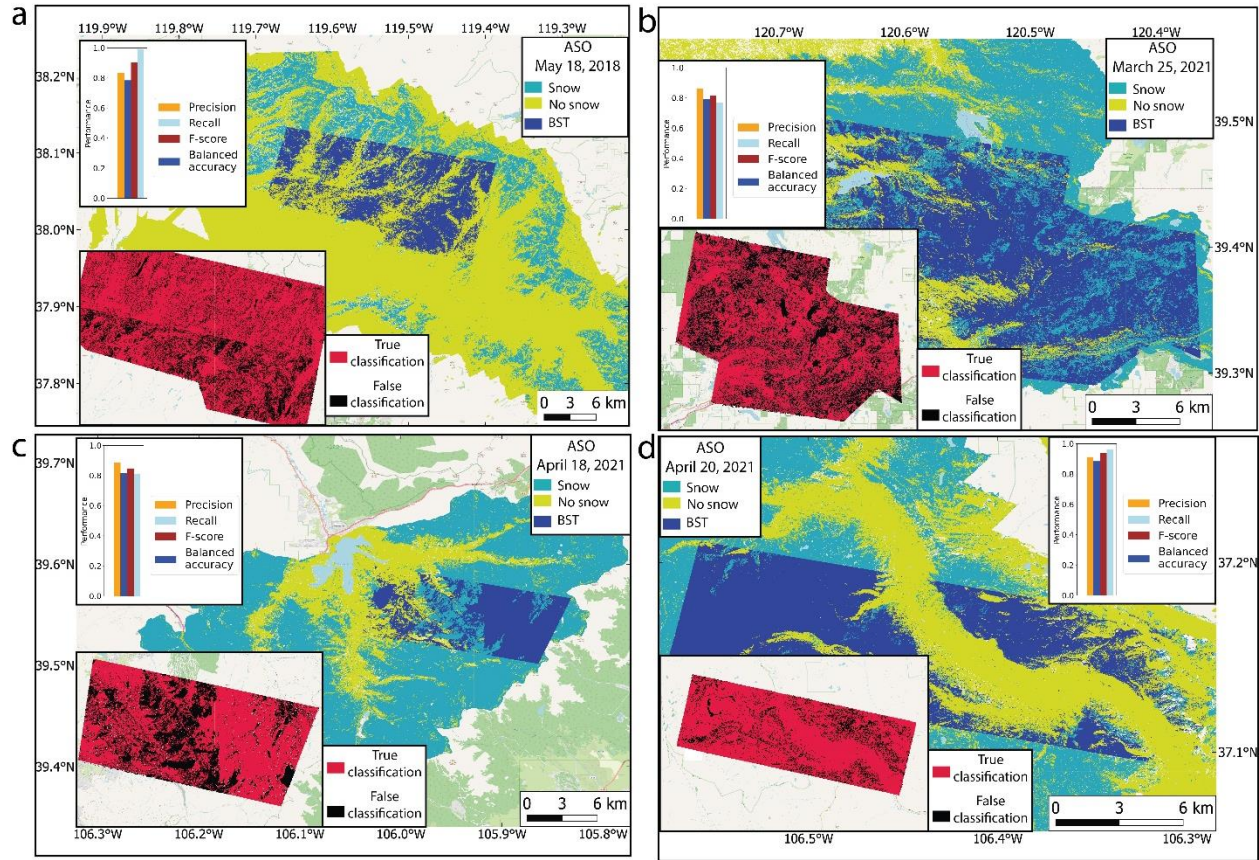 a
119.9°W
119.8°W
119.7°W
119.6°W
119.5°W
119.4°W
119.3°W
38.2°N
38.1°N
38.0°N
37.9°N
37.8°N
1.0
0.8
0.6
0.4
0.2
0.0
Performance
Precision
Recall
F-score
Balanced
accuracy
ASO
May 18, 2018
Snow
No snow
BST
True
classification
False
classification
0 3 6 km
b
120.7°W
120.6°W
120.5°W
120.4°W
39.5°N
39.4°N
39.3°N
1.0
0.8
0.6
0.4
0.2
0.0
Performance
Precision
Recall
F-score
Balanced
accuracy
ASO
March 25, 2021
Snow
No snow
BST
True
classification
False
classification
0 3 6 km
c
39.7°N
39.6°N
39.5°N
39.4°N
106.3°W
106.2°W
106.1°W
106.0°W
105.9°W
105.8°W
1.0
0.8
0.6
0.4
0.2
0.0
Performance
Precision
Recall
F-score
Balanced
accuracy
ASO
April 18, 2021
Snow
No snow
BST
True
classification
False
classification
0 3 6 km
d
ASO
April 20, 2021
Snow
No snow
BST
1.0
0.8
0.6
0.4
0.2
0.0
Performance
Precision
Recall
F-score
Balanced
accuracy
37.2°N
37.1°N
106.5°W
106.4°W
106.3°W
True
classification
False
classification
0 3 6 km